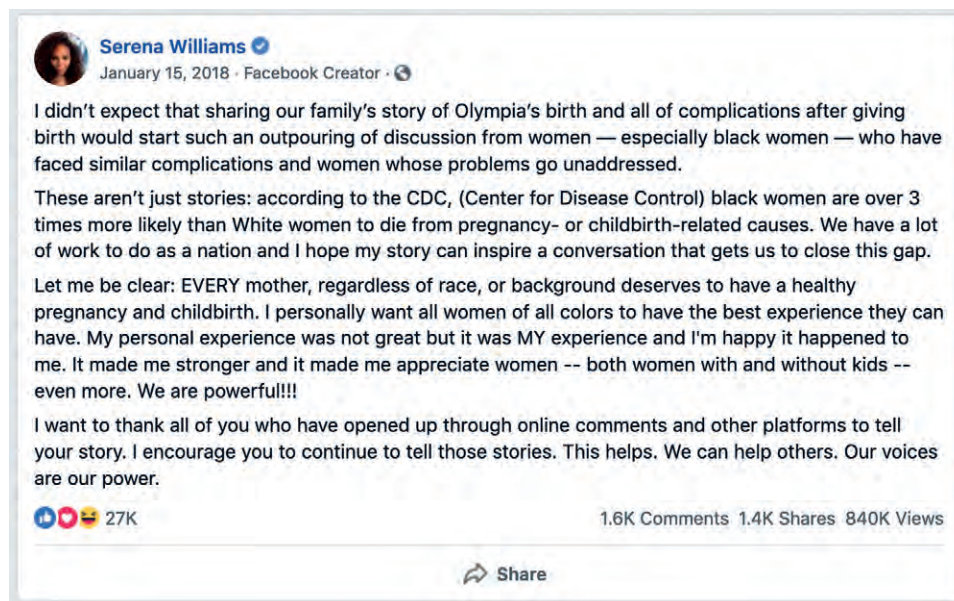 Serena Williams
January 15, 2018 · Facebook Creator ·
I didn’t expect that sharing our family’s story of Olympia’s birth and all of complications after giving
birth would start such an outpouring of discussion from women — especially black women — who have
faced similar complications and women whose problems go unaddressed.
These aren’t just stories: according to the CDC, (Center for Disease Control) black women are over 3
times more likely than White women to die from pregnancy- or childbirth-related causes. We have a lot
of work to do as a nation and I hope my story can inspire a conversation that gets us to close this gap.
Let me be clear: EVERY mother, regardless of race, or background deserves to have a healthy
pregnancy and childbirth. I personally want all women of all colors to have the best experience they can
have. My personal experience was not great but it was MY experience and I'm happy it happened to
me. It made me stronger and it made me appreciate women -- both women with and without kids --
even more. We are powerful!!!
I want to thank all of you who have opened up through online comments and other platforms to tell
your story. I encourage you to continue to tell those stories. This helps. We can help others. Our voices
are our power.
27K 1.6K Comments 1.4K Shares 840K Views
Share